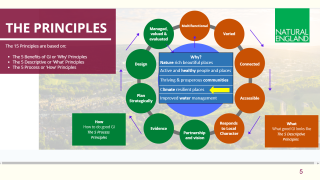 THE PRINCIPLES
The 15 Principles are based on:
• The 5 Benefits of GI or 'Why' Principles
• The 5 Descriptive or 'What' Principles
• The 5 Process or 'How' Principles
Managed,
valued &
evaluated
Multifunctional
Varied
NATURAL
ENGLAND
Design
Why?
Nature rich beautiful places
Active and healthy people and places
Thriving & prosperous communities
Climate resilient places
Improved water management
Connected
Plan
Strategically
Accessible
Evidence
Partnership
and vision
Responds
to Local
Character
How
How to do good GI
The 5 Process
Principles
What
What good GI looks like
The 5 Descriptive
Principles
5